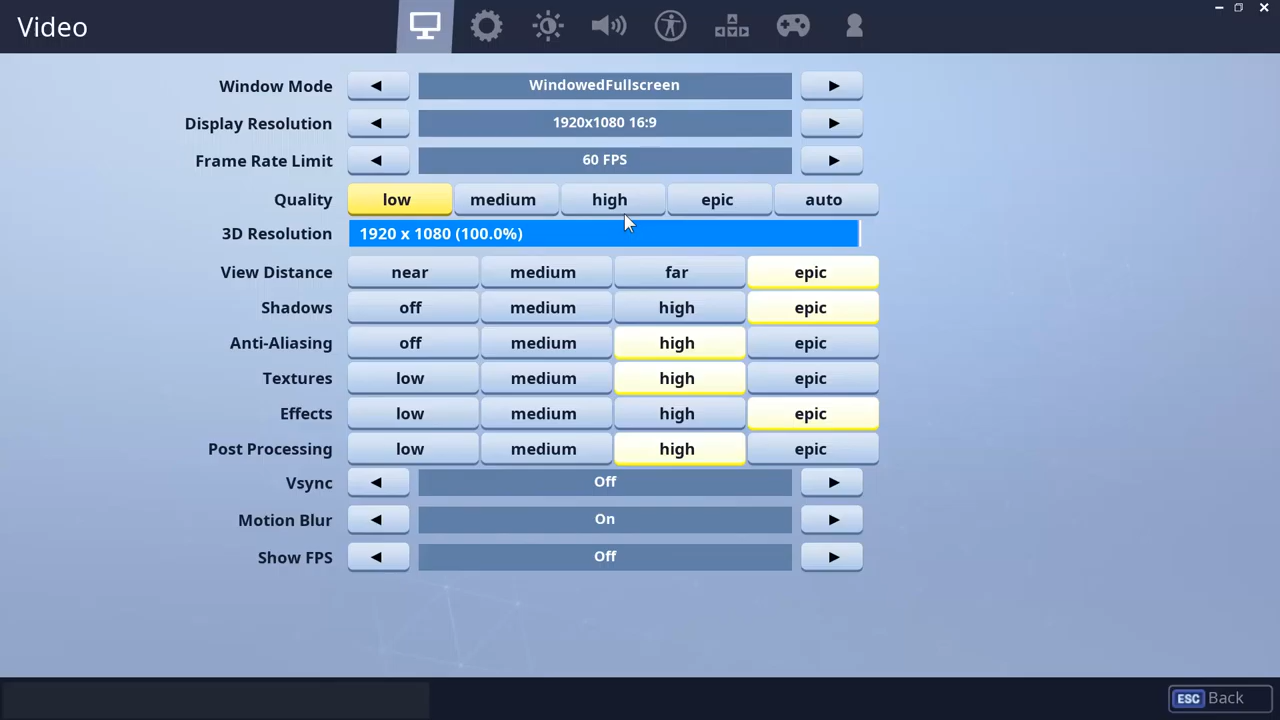 Video
Window Mode WindowedFullscreen
Display Resolution 1920x1080 16:9
Frame Rate Limit 60 FPS
Quality low medium high epic auto
3D Resolution 1920 x 1080 (100.0%)
View Distance near medium far epic
Shadows off medium high epic
Anti-Aliasing off medium high epic
Textures low medium high epic
Effects low medium high epic
Post Processing low medium high epic
Vsync Off
Motion Blur On
Show FPS Off
ESC Back